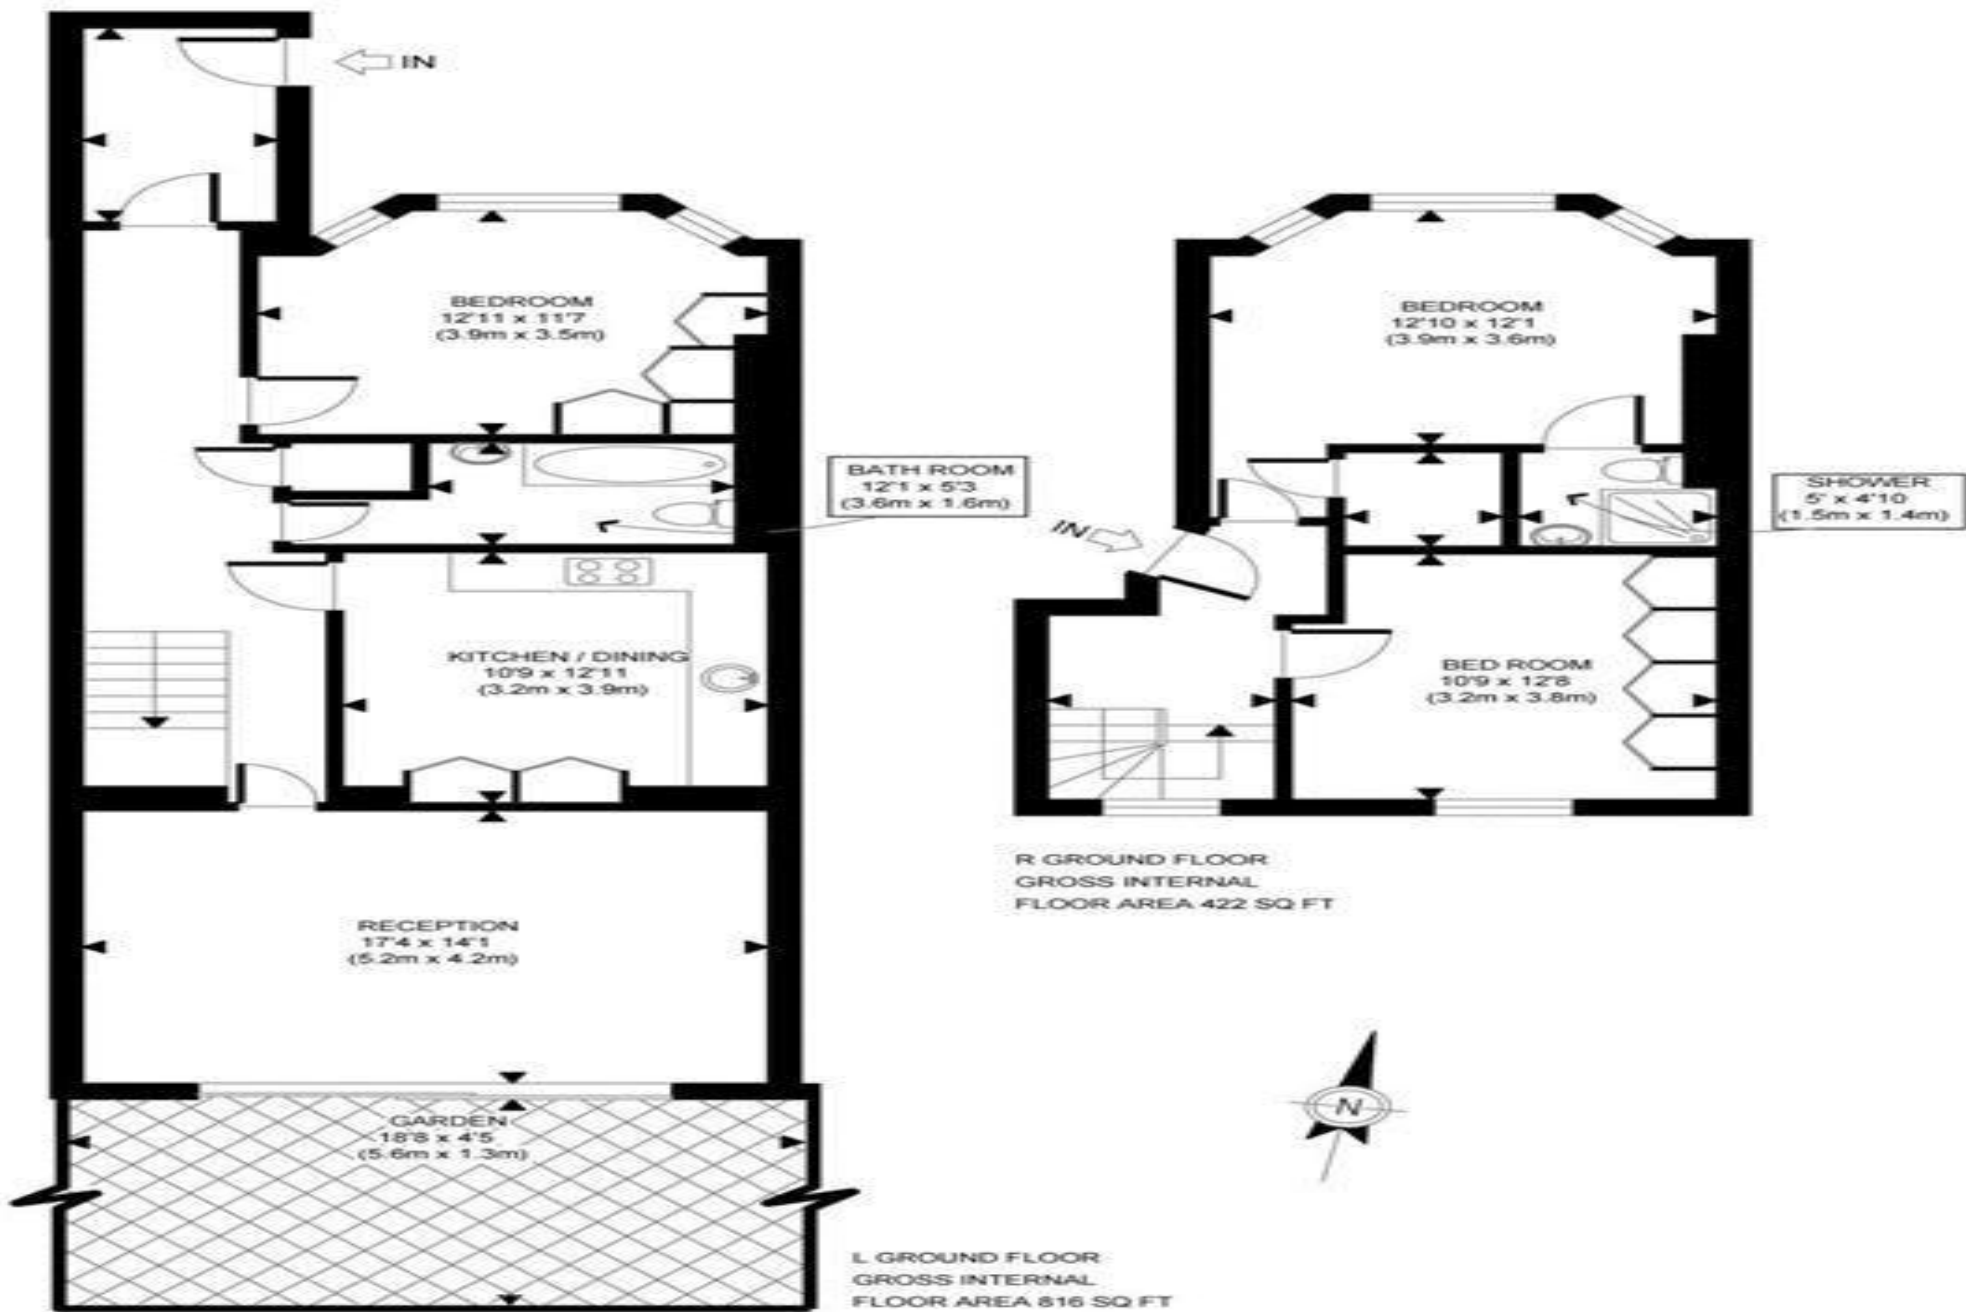 IN
BEDROOM
12'11 x 11'7
(3.9m x 3.5m)
BATH ROOM
12'1 x 5'3
(3.6m x 1.6m)
KITCHEN / DINING
10'9 x 12'11
(3.2m x 3.9m)
RECEPTION
17'4 x 14'1
(5.2m x 4.2m)
GARDEN
18'8 x 4'5
(5.6m x 1.3m)
L GROUND FLOOR
GROSS INTERNAL
FLOOR AREA 816 SQ FT
BEDROOM
12'10 x 12'1
(3.9m x 3.6m)
SHOWER
5' x 4'10
(1.5m x 1.4m)
IN
BED ROOM
10'9 x 12'8
(3.2m x 3.8m)
R GROUND FLOOR
GROSS INTERNAL
FLOOR AREA 422 SQ FT
N